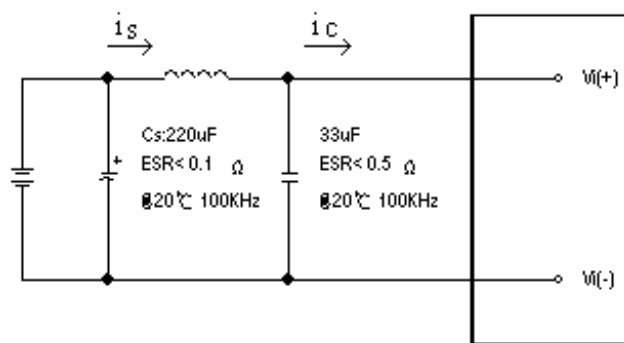 iS
iC
Vi(+)
Cs:220uF
ESR< 0.1 Ω
@20℃ 100KHz
33uF
ESR< 0.5 Ω
@20℃ 100KHz
+
Vi(-)